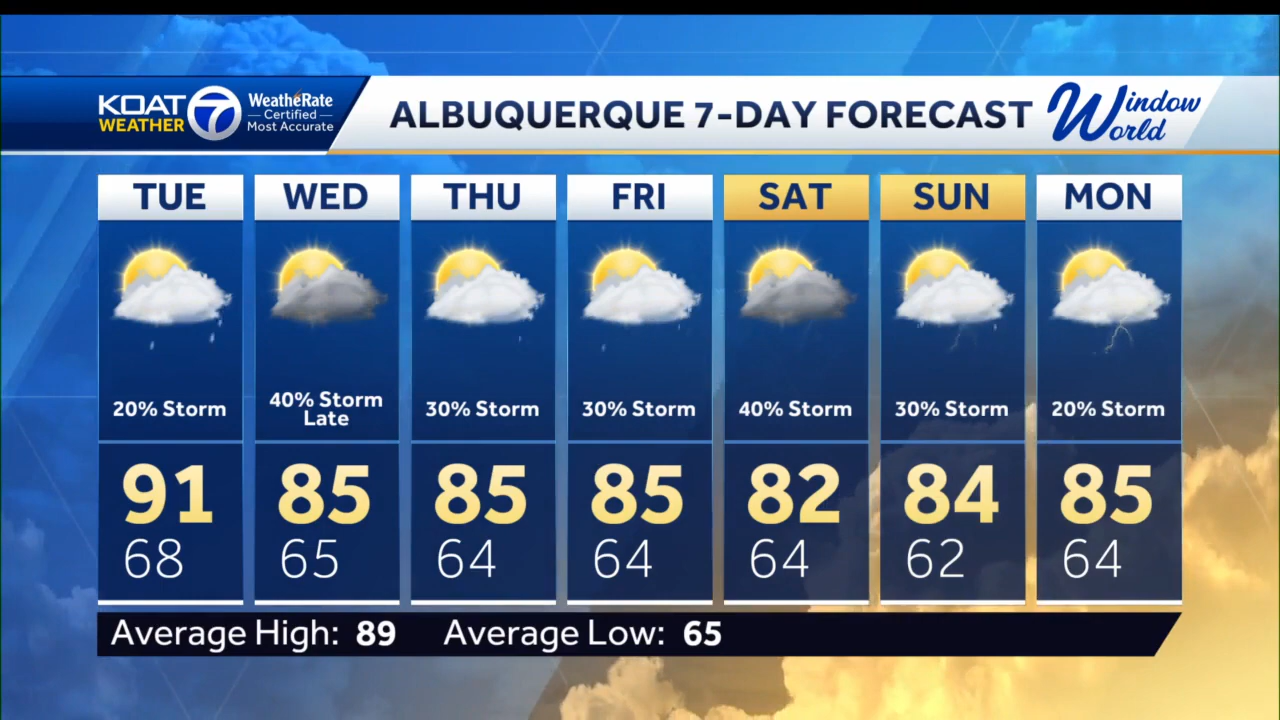 KOAT
WEATHER
7
WeatheRate
Certified
Most Accurate
ALBUQUERQUE 7-DAY FORECAST
Window
World
TUE
WED
THU
FRI
SAT
SUN
MON
20% Storm
40% Storm
Late
30% Storm
30% Storm
40% Storm
30% Storm
20% Storm
91
85
85
85
82
84
85
68
65
64
64
64
62
64
Average High: 89
Average Low: 65